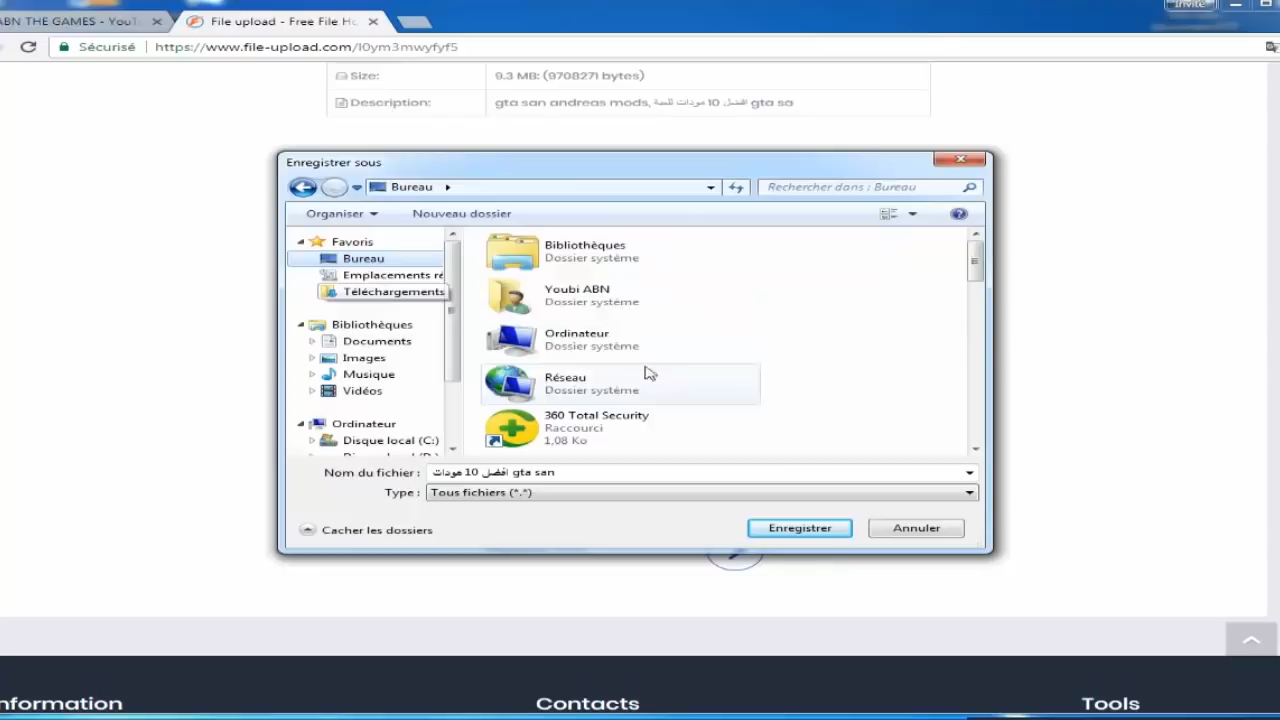 Invité
ABN THE GAMES - YouT
File upload - Free File Ho
Sécurisé
https://www.file-upload.com/l0ym3mwyfyf5
Size:
9.3 MB: (9708271 bytes)
Description:
gta san andreas mods, افضل 10 مودات للعبة gta sa
Enregistrer sous
Bureau
Rechercher dans : Bureau
Organiser
Nouveau dossier
Favoris
Bureau
Emplacements ré
Téléchargements
Bibliothèques
Documents
Images
Musique
Vidéos
Ordinateur
Disque local (C:)
Bibliothèques
Dossier système
Youbi ABN
Dossier système
Ordinateur
Dossier système
Réseau
Dossier système
360 Total Security
Raccourci
1,08 Ko
Nom du fichier :
افضل 10 مودات gta san
Type :
Tous fichiers (*.*)
Cacher les dossiers
Enregistrer
Annuler
nformation
Contacts
Tools